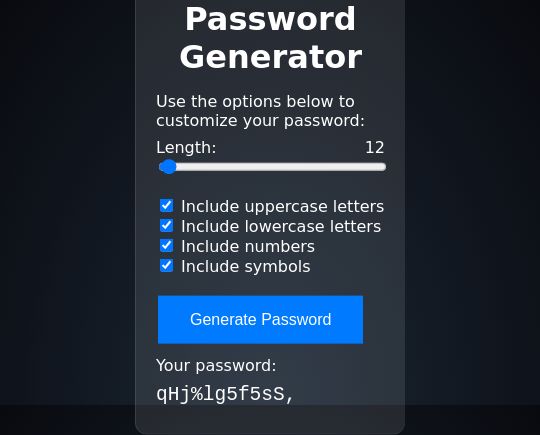 Password
Generator
Use the options below to
customize your password:
Length: 12
Include uppercase letters
Include lowercase letters
Include numbers
Include symbols
Generate Password
Your password:
qHj%lg5f5sS,